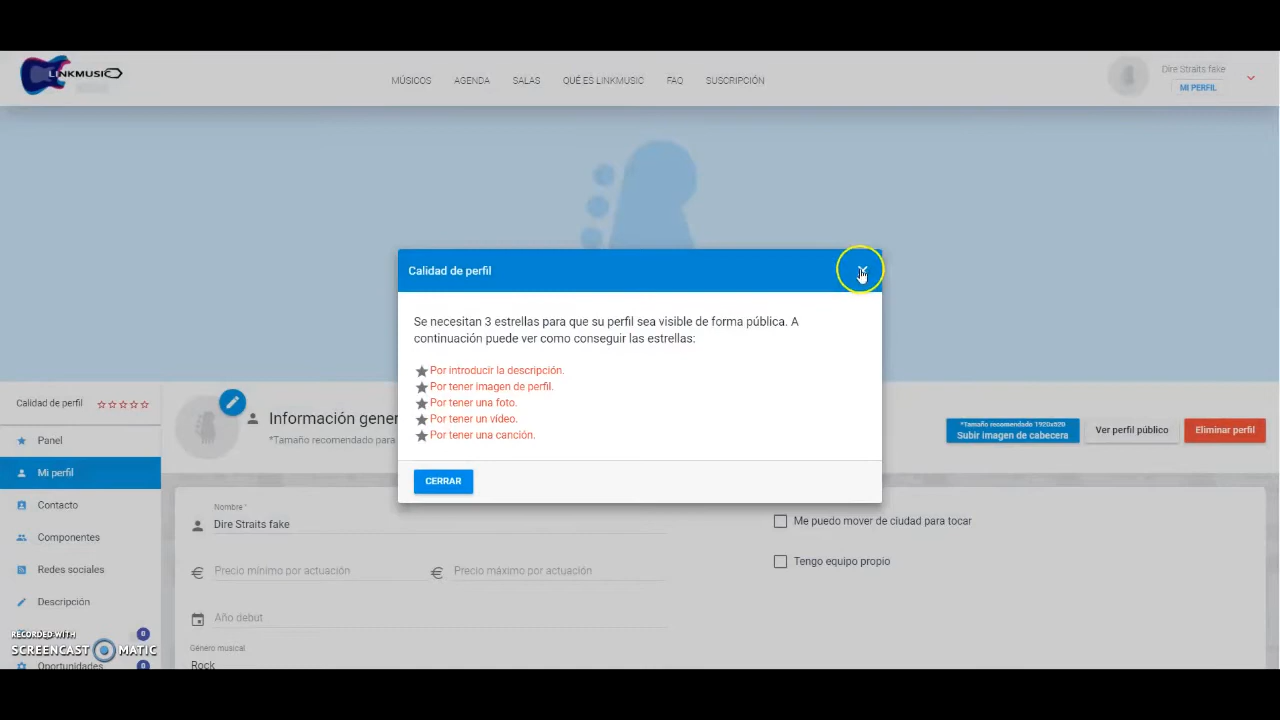 LINKMUSIC
MÚSICOS
AGENDA
SALAS
QUÉ ES LINKMUSIC
FAQ
SUSCRIPCIÓN
Dire Straits fake
MI PERFIL
Calidad de perfil
Se necesitan 3 estrellas para que su perfil sea visible de forma pública. A
continuación puede ver como conseguir las estrellas:
Por introducir la descripción.
Por tener imagen de perfil.
Por tener una foto.
Por tener un vídeo.
Por tener una canción.
CERRAR
Calidad de perfil
Panel
Mi perfil
Contacto
Componentes
Redes sociales
Descripción
0
Oportunidades
0
RECORDED WITH
SCREENCAST MATIC
Información gener
*Tamaño recomendado para
*Tamaño recomendado 1920x620
Subir imagen de cabecera
Ver perfil público
Eliminar perfil
Nombre *
Dire Straits fake
Precio mínimo por actuación
Precio máximo por actuación
Año debut
Género musical
Rock
Me puedo mover de ciudad para tocar
Tengo equipo propio